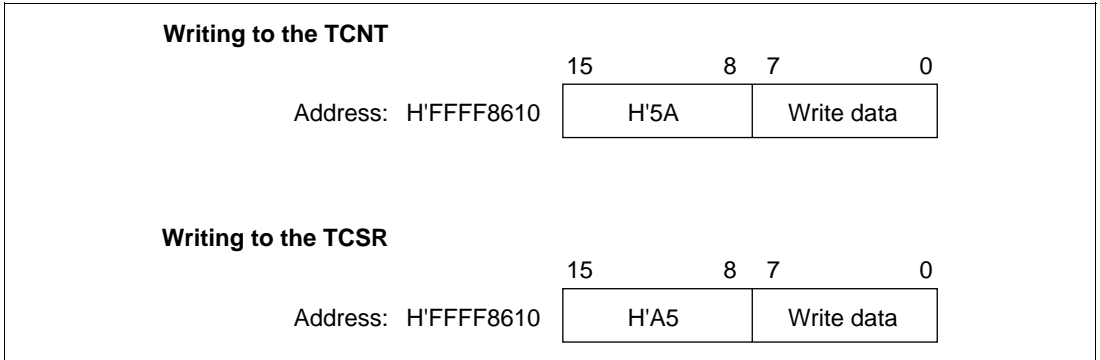 Writing to the TCNT
15 8 7 0
Address: H'FFFF8610 H'5A Write data
Writing to the TCSR
15 8 7 0
Address: H'FFFF8610 H'A5 Write data